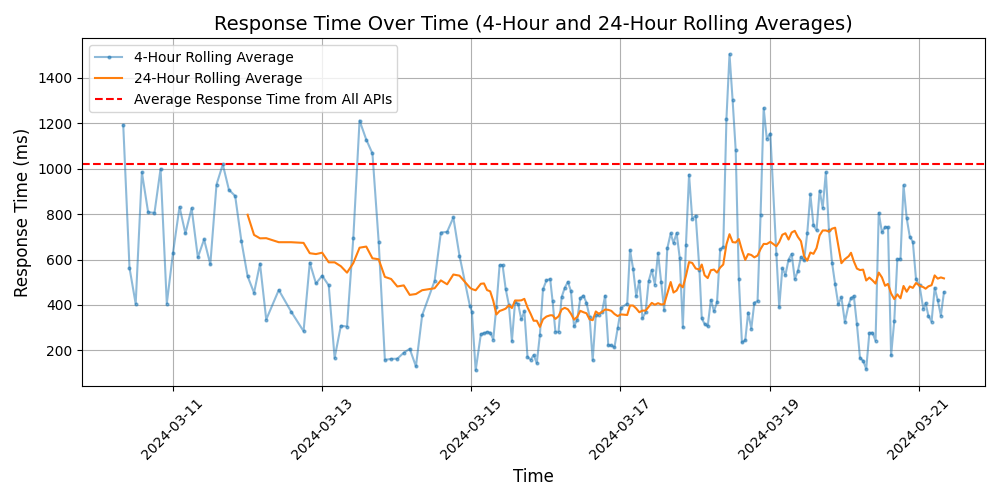 Response Time Over Time (4-Hour and 24-Hour Rolling Averages)
4-Hour Rolling Average
24-Hour Rolling Average
Average Response Time from All APIs
Response Time (ms)
1400
1200
1000
800
600
400
200
2024-03-11
2024-03-13
2024-03-15
2024-03-17
2024-03-19
2024-03-21
Time